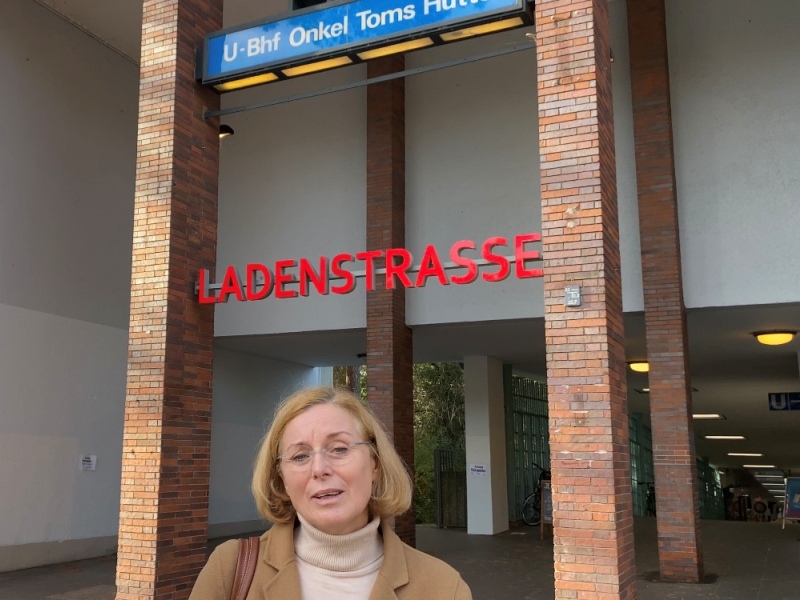 U-Bhf Onkel Toms Hütte
LADENSTRASSE
U